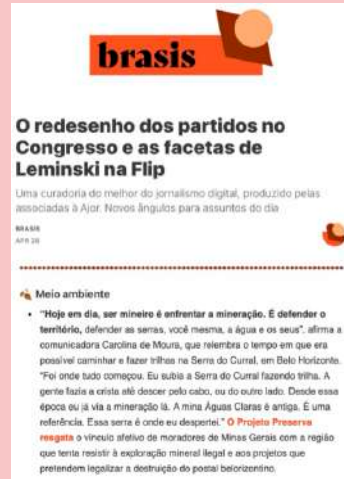 brasis
O redesenho dos partidos no
Congresso e as facetas de
Leminski na Flip
Uma curadoria do melhor do jornalismo digital, produzido pelas
associadas à Ajor. Novos ângulos para assuntos do dia
BRASIS
APR 28
Meio ambiente
• "Hoje em dia, ser mineiro é enfrentar a mineração. É defender o
território, defender as serras, você mesma, a água e os seus", afirma a
comunicadora Carolina de Moura, que relembra o tempo em que era
possível caminhar e fazer trilhas na Serra do Curral, em Belo Horizonte.
"Foi onde tudo começou. Eu subia a Serra do Curral fazendo trilha. A
gente fazia a crista até descer pelo cabo, ou do outro lado. Desde essa
época eu já via a mineração lá. A mina Águas Claras é antiga. É uma
referência. Essa serra é onde eu despertei." O Projeto Preserva
resgata o vínculo afetivo de moradores de Minas Gerais com a região
que tenta resistir à exploração mineral ilegal e aos projetos que
pretendem legalizar a destruição do postal belorizontino.